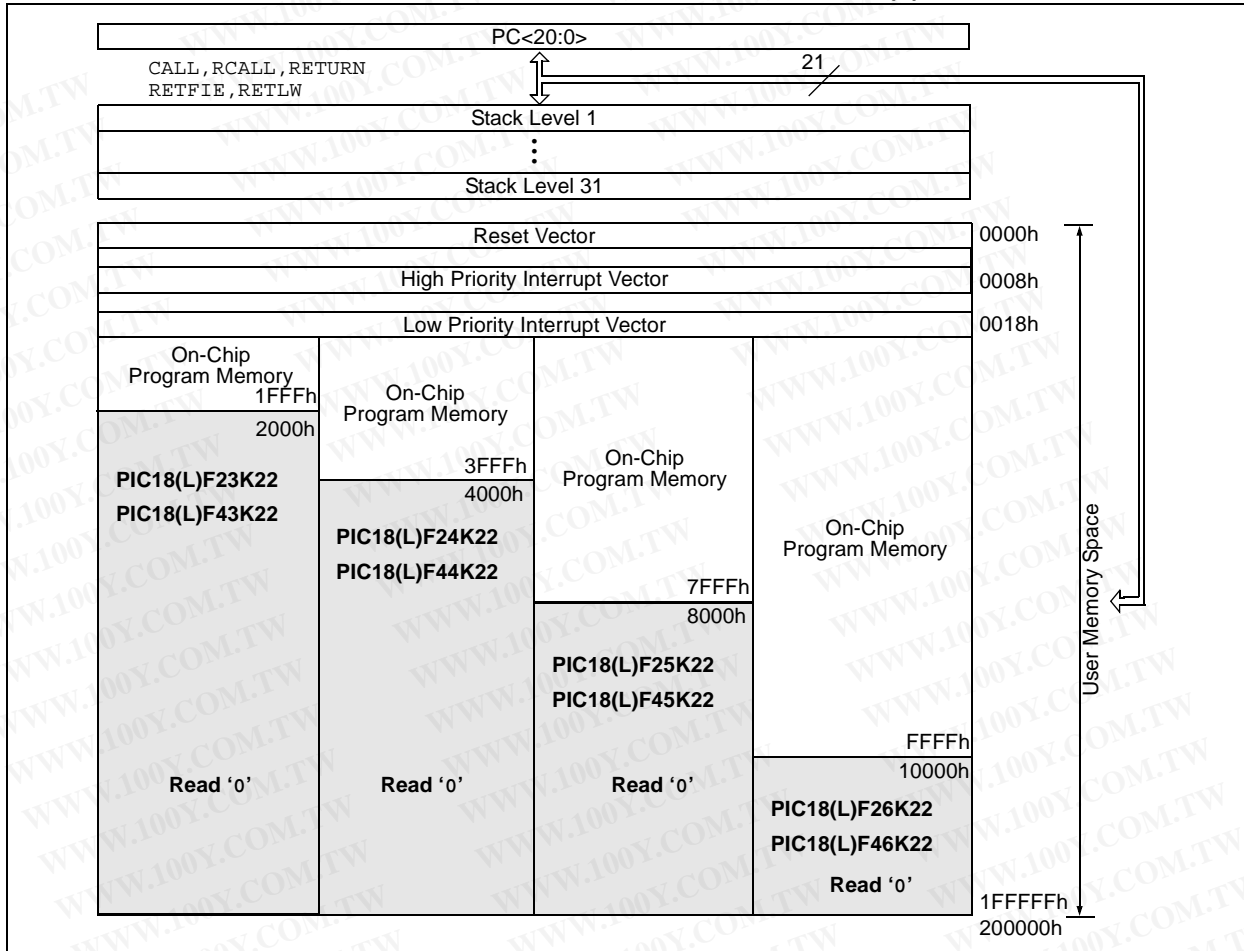 PC<20:0>
CALL,RCALL,RETURN
RETFIE,RETLW
21
Stack Level 1
Stack Level 31
Reset Vector
0000h
High Priority Interrupt Vector
0008h
Low Priority Interrupt Vector
0018h
On-Chip
Program Memory
1FFFh
2000h
PIC18(L)F23K22
PIC18(L)F43K22
Read ‘0’
On-Chip
Program Memory
3FFFh
4000h
PIC18(L)F24K22
PIC18(L)F44K22
Read ‘0’
On-Chip
Program Memory
7FFFh
8000h
PIC18(L)F25K22
PIC18(L)F45K22
Read ‘0’
On-Chip
Program Memory
FFFFh
10000h
PIC18(L)F26K22
PIC18(L)F46K22
Read ‘0’
1FFFFFh
200000h
User Memory Space
WWW.100Y.COM.TW